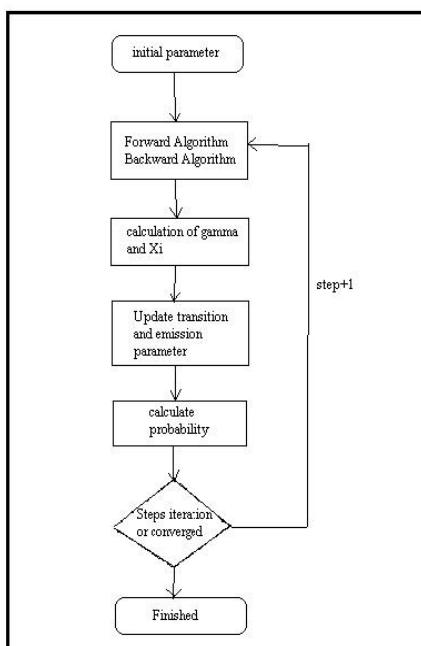 initial parameter
Forward Algorithm
Backward Algorithm
calculation of gamma
and Xi
step+1
Update transition
and emission
parameter
calculate
probability
Steps iteration
or converged
Finished